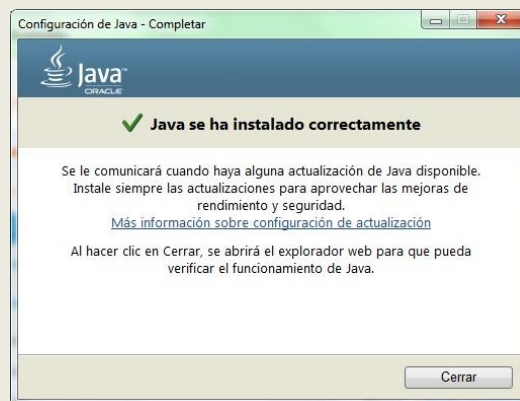 Configuración de Java - Completar
Java™
ORACLE
Java se ha instalado correctamente
Se le comunicará cuando haya alguna actualización de Java disponible.
Instale siempre las actualizaciones para aprovechar las mejoras de
rendimiento y seguridad.
Más información sobre configuración de actualización
Al hacer clic en Cerrar, se abrirá el explorador web para que pueda
verificar el funcionamiento de Java.
Cerrar